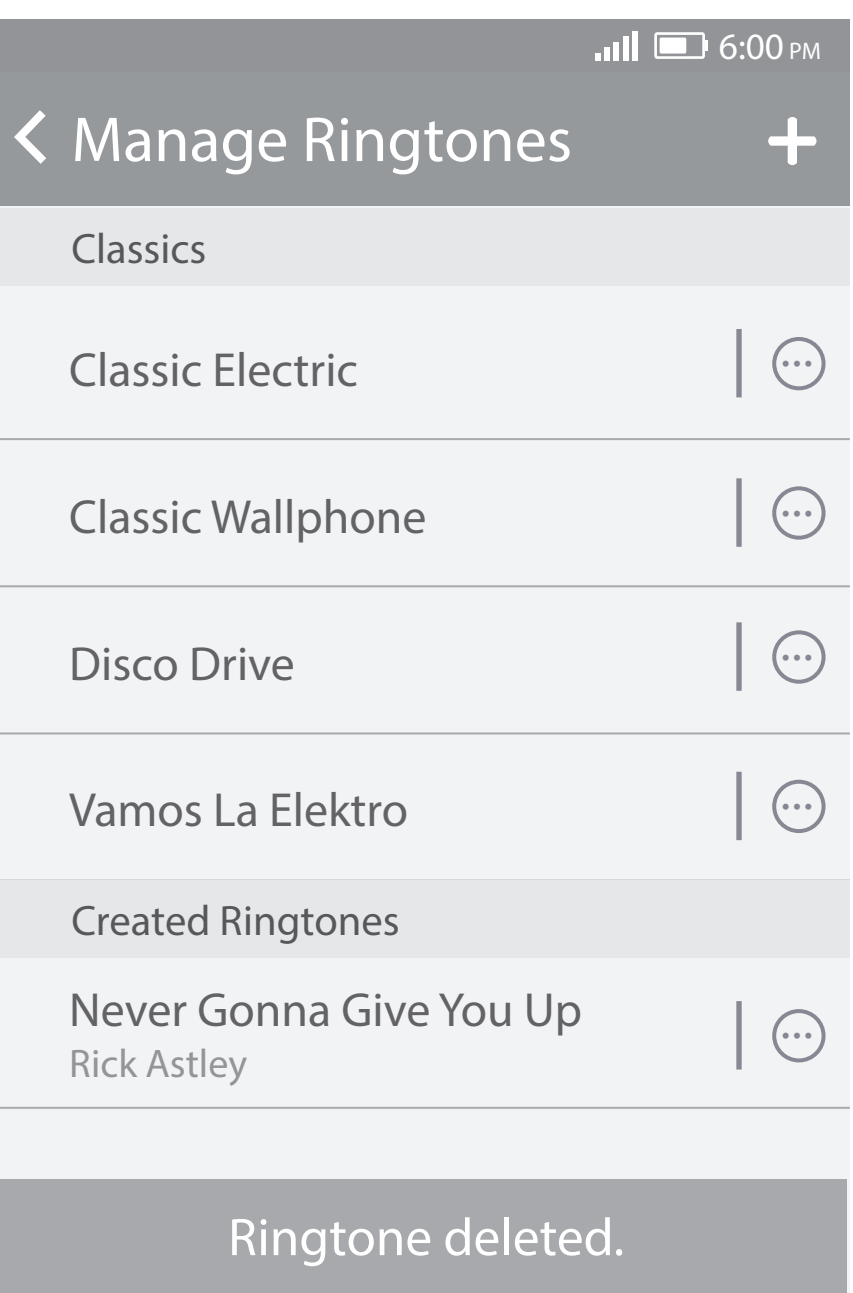 6:00 PM
Manage Ringtones
Classics
Classic Electric
Classic Wallphone
Disco Drive
Vamos La Elektro
Created Ringtones
Never Gonna Give You Up
Rick Astley
Ringtone deleted.